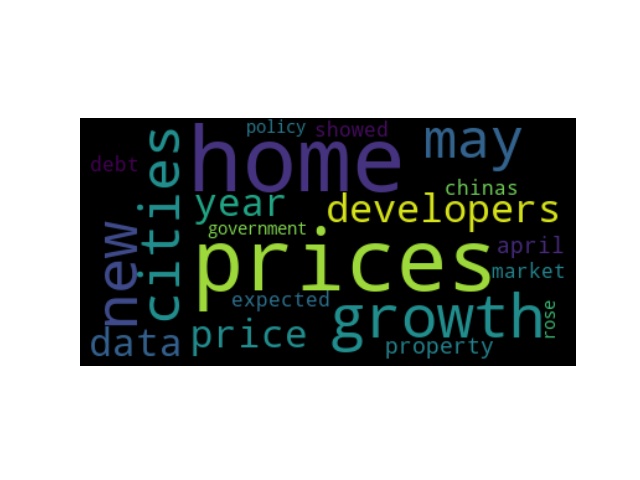 policy
showed
may
debt
cities
home
chinas
year
developers
new
government
prices
april
market
expected
growth
rose
data
price
property